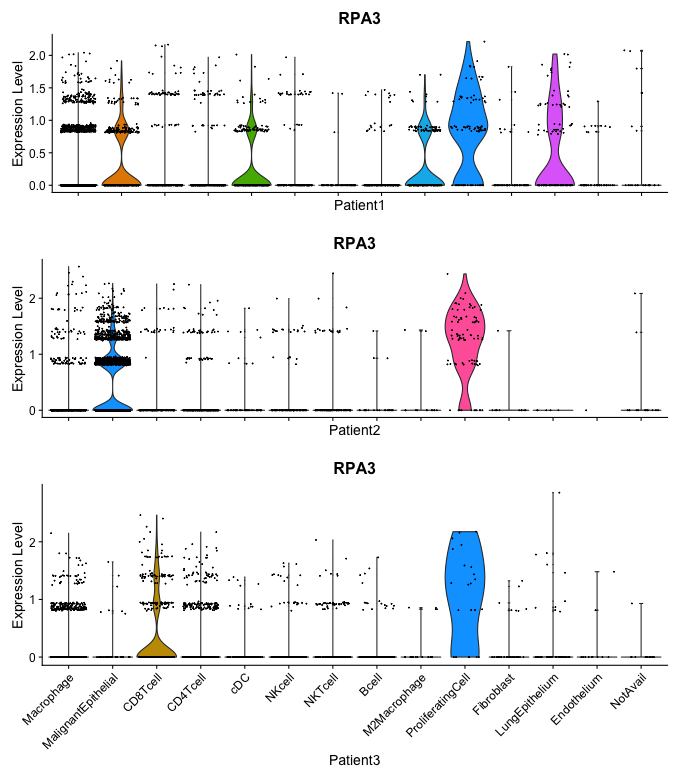 RPA3
Expression Level
2.0
1.5
1.0
0.5
0.0
Patient1
RPA3
Expression Level
2
1
0
Patient2
RPA3
Expression Level
2
1
0
Macrophage
MalignantEpithelial
CD8Tcell
CD4Tcell
cDC
NKcell
NKTcell
Bcell
M2Macrophage
ProliferatingCell
Fibroblast
LungEpithelium
Endothelium
NotAvail
Patient3